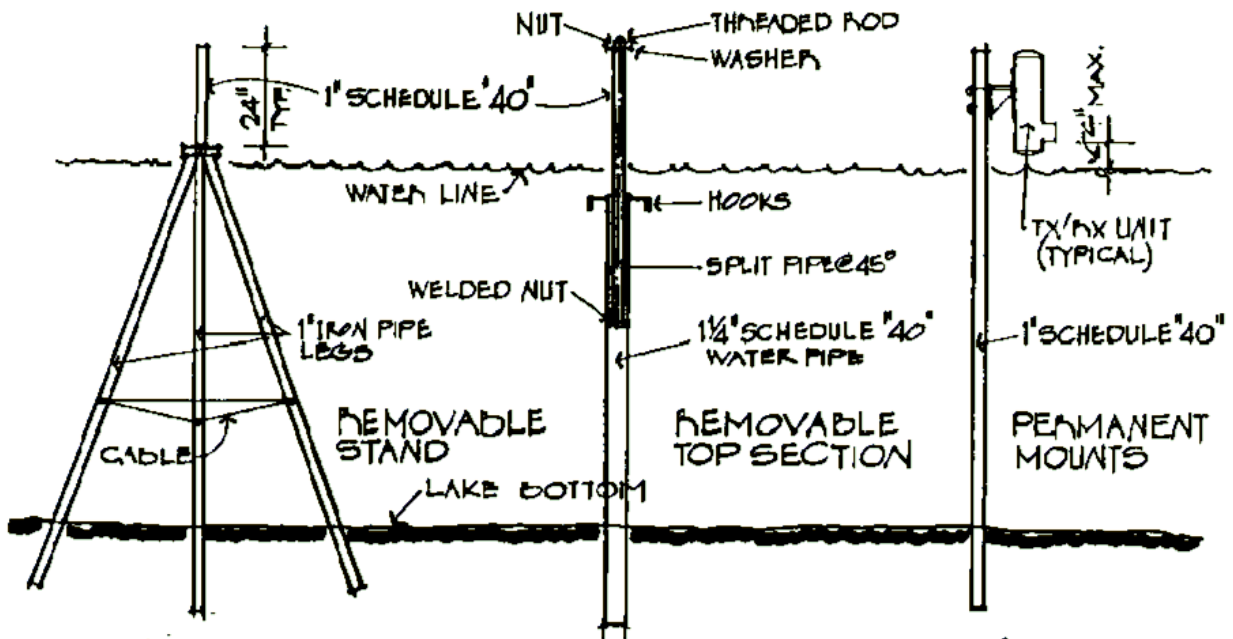 NUT
THREADED ROD
WASHER
24"
TYP.
1" SCHEDULE "40"
MAX.
WATER LINE
HOOKS
TX/RX UNIT
(TYPICAL)
SPLIT PIPE@45°
WELDED NUT
1" IRON PIPE
LEGS
1¼" SCHEDULE "40"
WATER PIPE
1" SCHEDULE "40"
CABLE
REMOVABLE
STAND
REMOVABLE
TOP SECTION
PERMANENT
MOUNTS
LAKE BOTTOM